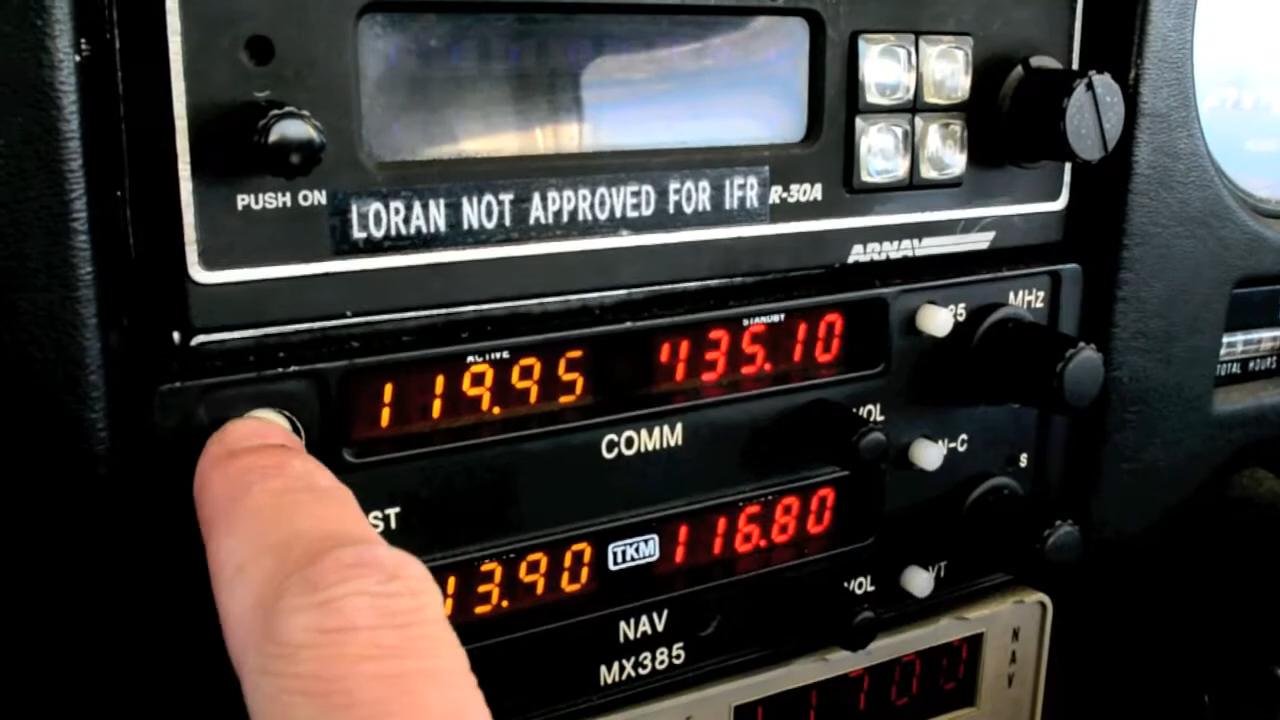 PUSH ON
LORAN NOT APPROVED FOR IFR
R-30A
ARNAV
ACTIVE
STANDBY
25
MHz
119.95
135.10
COMM
VOL
N-C
ST
13.90
TKM
116.80
VOL
VT
NAV
MX385
TOTAL HOURS
NAV